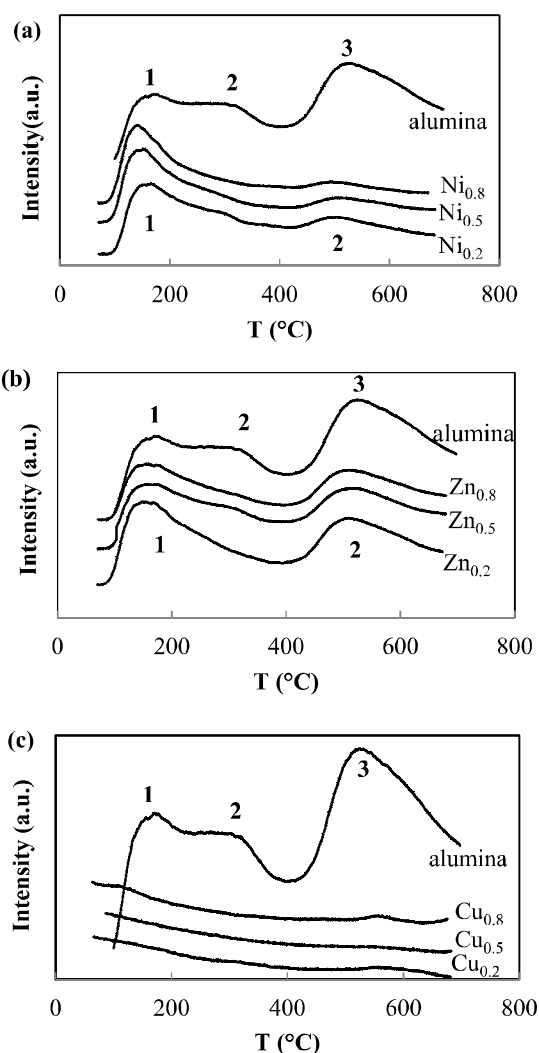 (a)
Intensity(a.u.)
1
2
3
alumina
Ni0.8
Ni0.5
Ni0.2
1
2
0 200 400 600 800
T (°C)
(b)
Intensity (a.u.)
1
2
3
alumina
Zn0.8
Zn0.5
Zn0.2
1
2
0 200 400 600 800
T (°C)
(c)
Intensity (a.u.)
1
2
3
alumina
Cu0.8
Cu0.5
Cu0.2
0 200 400 600 800
T (°C)